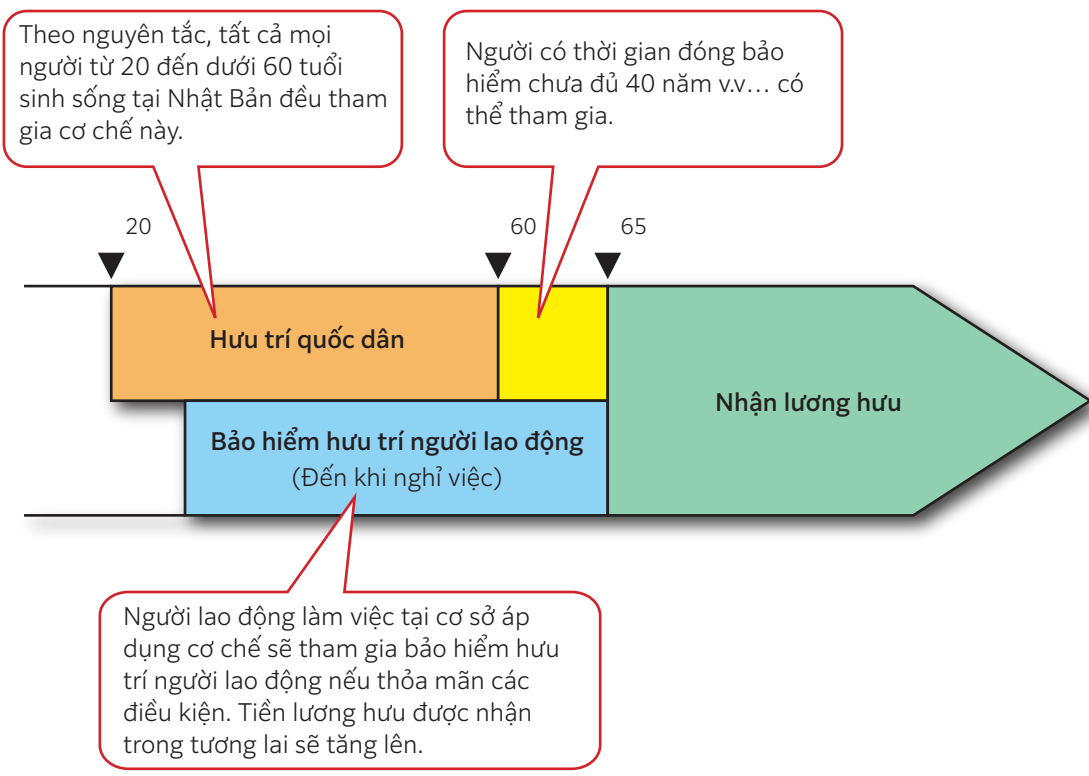 Theo nguyên tắc, tất cả mọi
người từ 20 đến dưới 60 tuổi
sinh sống tại Nhật Bản đều tham
gia cơ chế này.
Người có thời gian đóng bảo
hiểm chưa đủ 40 năm v.v... có
thể tham gia.
20
60
65
Hưu trí quốc dân
Nhận lương hưu
Bảo hiểm hưu trí người lao động
(Đến khi nghỉ việc)
Người lao động làm việc tại cơ sở áp
dụng cơ chế sẽ tham gia bảo hiểm hưu
trí người lao động nếu thỏa mãn các
điều kiện. Tiền lương hưu được nhận
trong tương lai sẽ tăng lên.